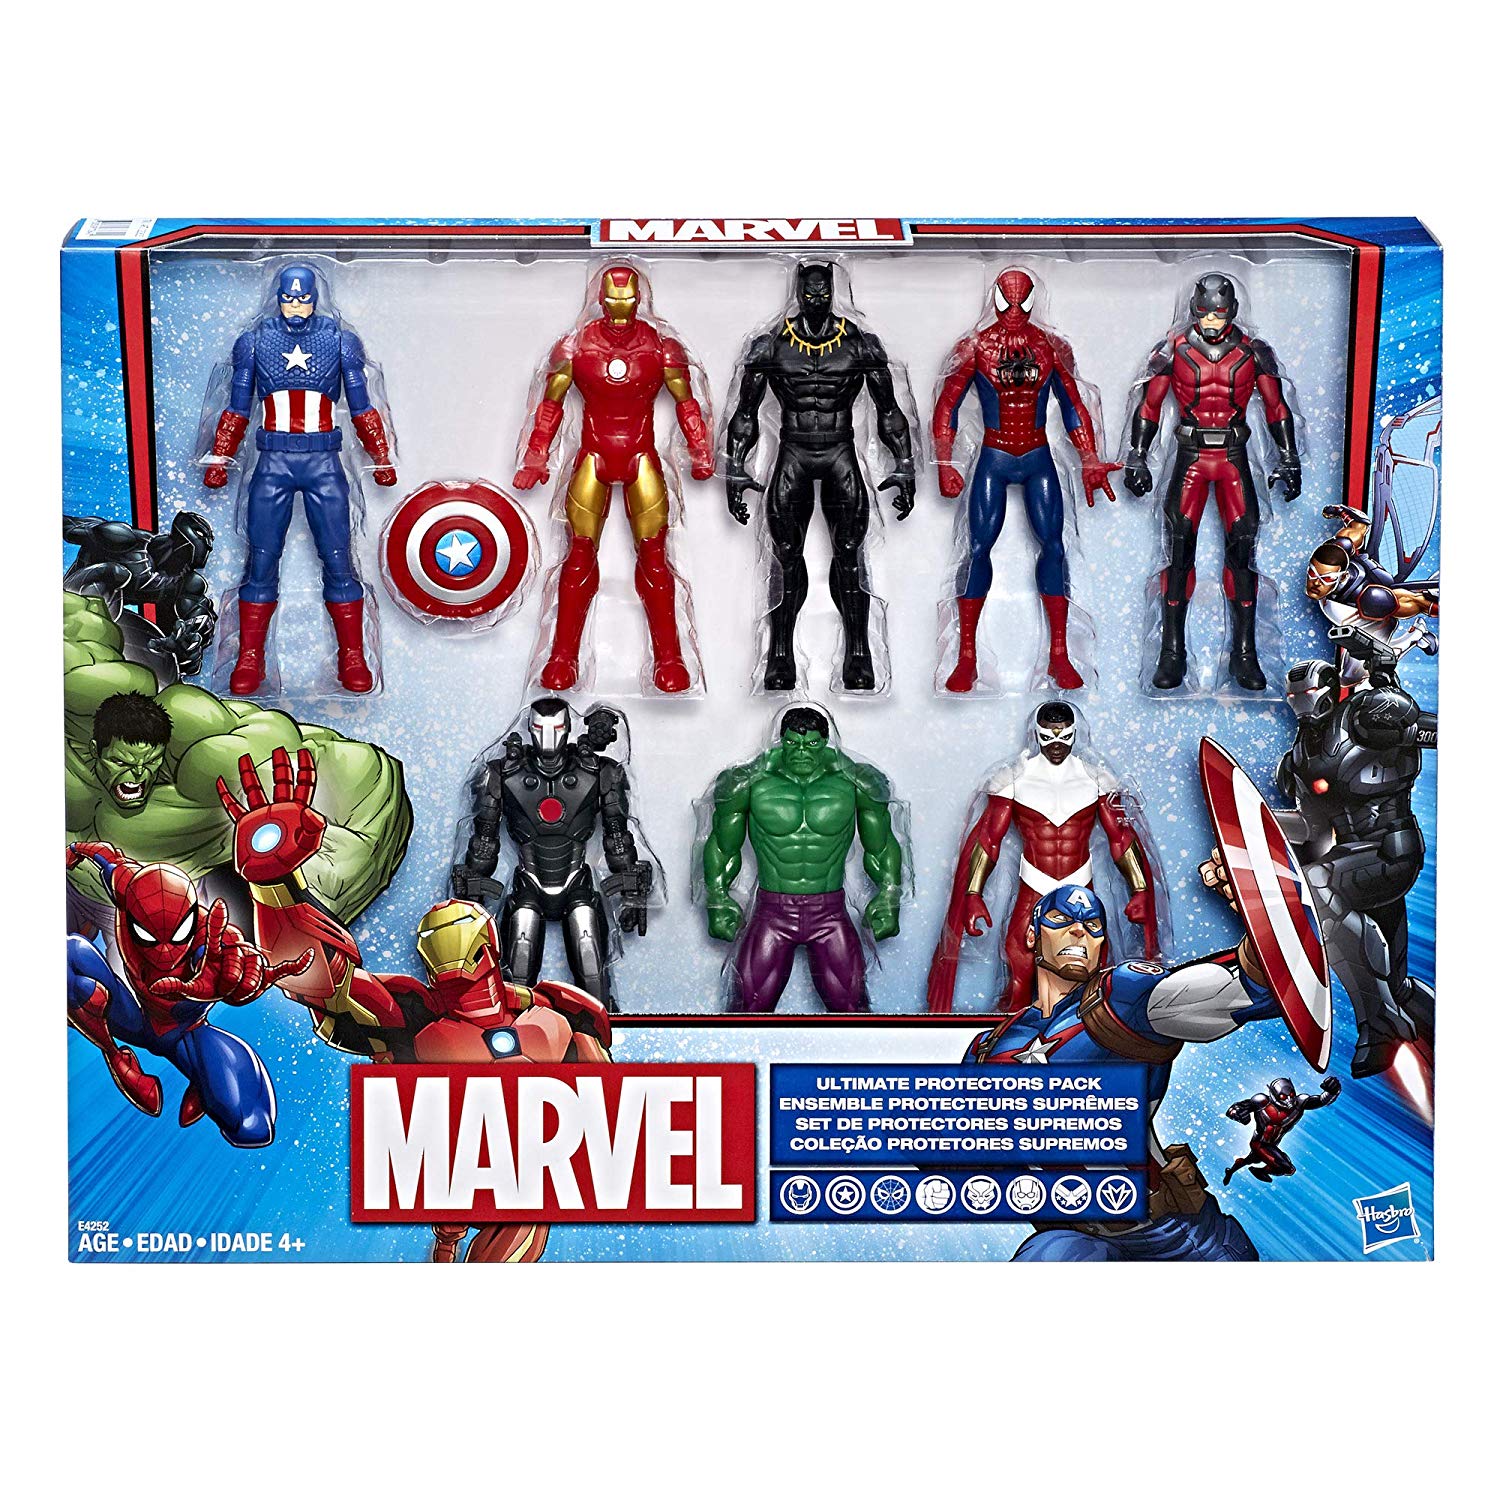 MARVEL
A
A
300
MARVEL
ULTIMATE PROTECTORS PACK
ENSEMBLE PROTECTEURS SUPRÊMES
SET DE PROTECTORES SUPREMOS
COLEÇÃO PROTETORES SUPREMOS
E4252
AGE • EDAD • IDADE 4+
Hasbro